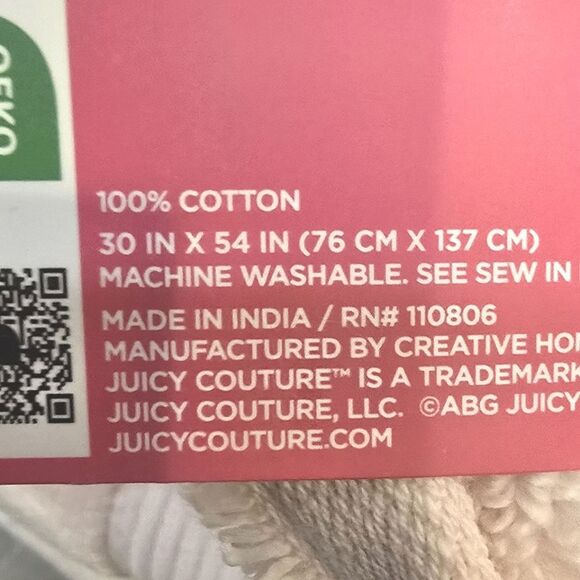 OEKO
100% COTTON
30 IN X 54 IN (76 CM X 137 CM)
MACHINE WASHABLE. SEE SEW IN
MADE IN INDIA / RN# 110806
MANUFACTURED BY CREATIVE
JUICY COUTURE™ IS A TRADEMARK
JUICY COUTURE, LLC. ©ABG JUICY
JUICYCOUTURE.COM